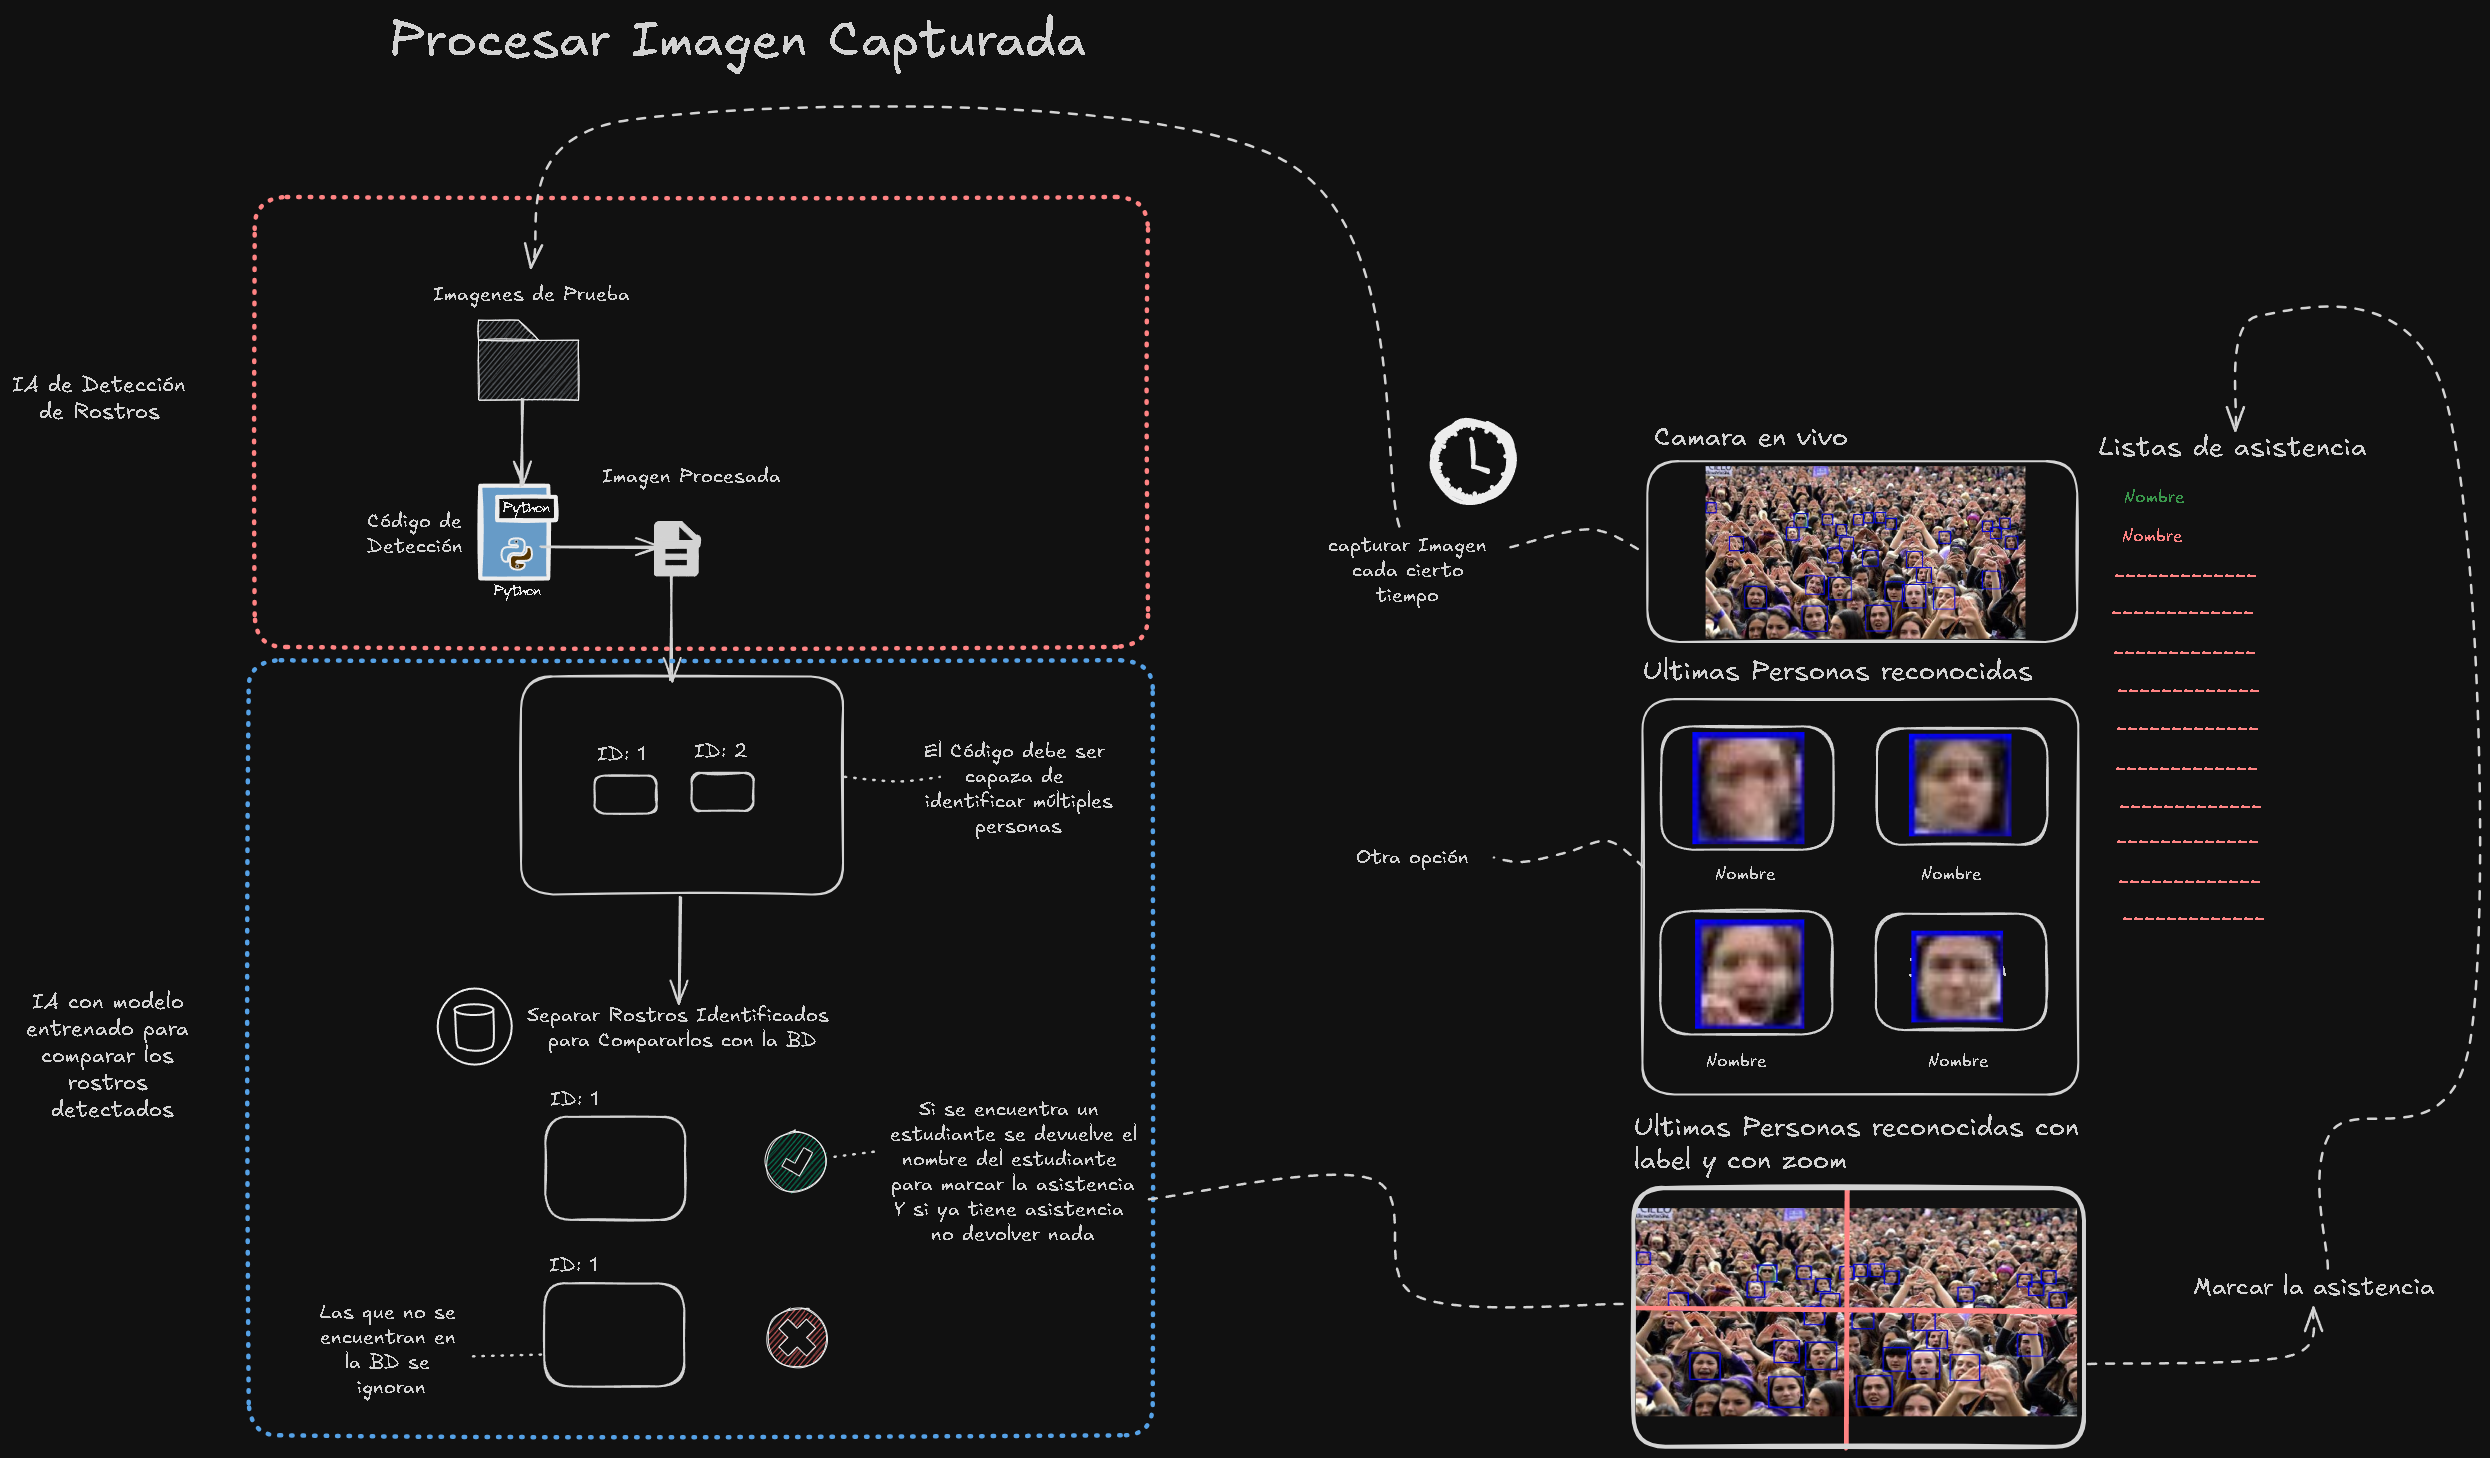 Procesar Imagen Capturada
IA de Detección
de Rostros
Imagenes de Prueba
Código de
Detección
Python
Python
Imagen Procesada
IA con modelo
entrenado para
comparar los
rostros
detectados
ID: 1
ID: 2
El Código debe ser
capaza de
identificar múltiples
personas
Separar Rostros Identificados
para Compararlos con la BD
ID: 1
Si se encuentra un
estudiante se devuelve el
nombre del estudiante
para marcar la asistencia
Y si ya tiene asistencia
no devolver nada
ID: 1
Las que no se
encuentran en
la BD se
ignoran
capturar Imagen
cada cierto
tiempo
Camara en vivo
Ultimas Personas reconocidas
Otra opción
Nombre
Nombre
Nombre
Nombre
Ultimas Personas reconocidas con
label y con zoom
Listas de asistencia
Nombre
Nombre
Marcar la asistencia